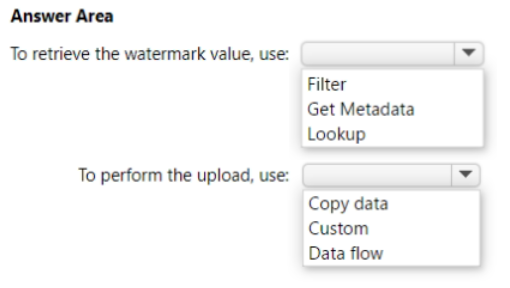 Answer Area
To retrieve the watermark value, use:
Filter
Get Metadata
Lookup
To perform the upload, use:
Copy data
Custom
Data flow